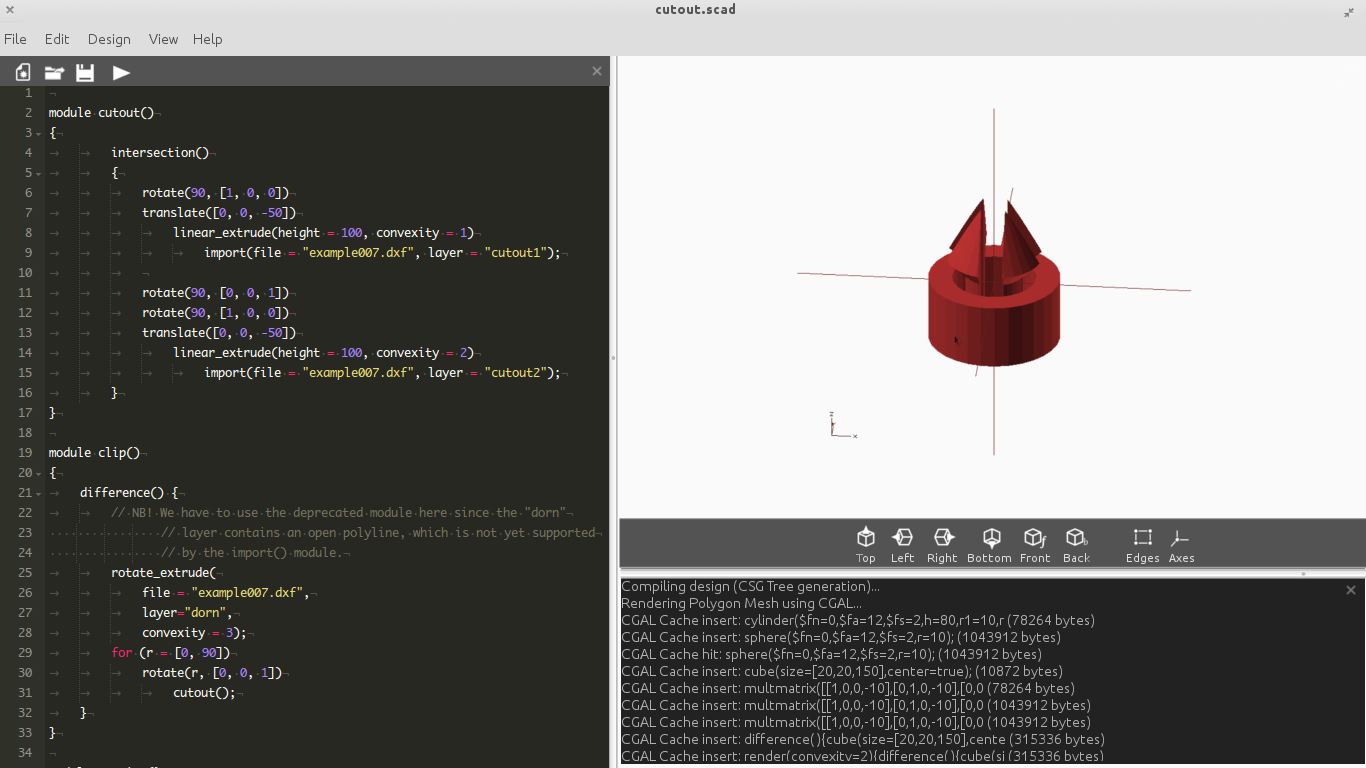 cutout.scad
File Edit Design View Help
1
2 module cutout()
3 {
4 intersection()
5 {
6 rotate(90, [1, 0, 0])
7 translate([0, 0, -50])
8 linear_extrude(height = 100, convexity = 1)
9 import(file = "example007.dxf", layer = "cutout1");
10
11 rotate(90, [0, 0, 1])
12 rotate(90, [1, 0, 0])
13 translate([0, 0, -50])
14 linear_extrude(height = 100, convexity = 2)
15 import(file = "example007.dxf", layer = "cutout2");
16 }
17 }
18
19 module clip()
20 {
21 difference() {
22 // NB! We have to use the deprecated module here since the "dorn"
23 // layer contains an open polyline, which is not yet supported
24 // by the import() module.
25 rotate_extrude(
26 file = "example007.dxf",
27 layer="dorn",
28 convexity = 3);
29 for (r = [0, 90])
30 rotate(r, [0, 0, 1])
31 cutout();
32 }
33 }
34
z
x
Top Left Right Bottom Front Back Edges Axes
Compiling design (CSG Tree generation)...
Rendering Polygon Mesh using CGAL...
CGAL Cache insert: cylinder($fn=0,$fa=12,$fs=2,h=80,r1=10,r (78264 bytes)
CGAL Cache insert: sphere($fn=0,$fa=12,$fs=2,r=10); (1043912 bytes)
CGAL Cache hit: sphere($fn=0,$fa=12,$fs=2,r=10); (1043912 bytes)
CGAL Cache insert: cube(size=[20,20,150],center=true); (10872 bytes)
CGAL Cache insert: multmatrix([[1,0,0,-10],[0,1,0,-10],[0,0 (78264 bytes)
CGAL Cache insert: multmatrix([[1,0,0,-10],[0,1,0,-10],[0,0 (1043912 bytes)
CGAL Cache insert: multmatrix([[1,0,0,-10],[0,1,0,-10],[0,0 (1043912 bytes)
CGAL Cache insert: difference(){cube(size=[20,20,150],cente (315336 bytes)
CGAL Cache insert: render(convexity=2){difference(){cube(si (315336 bytes)